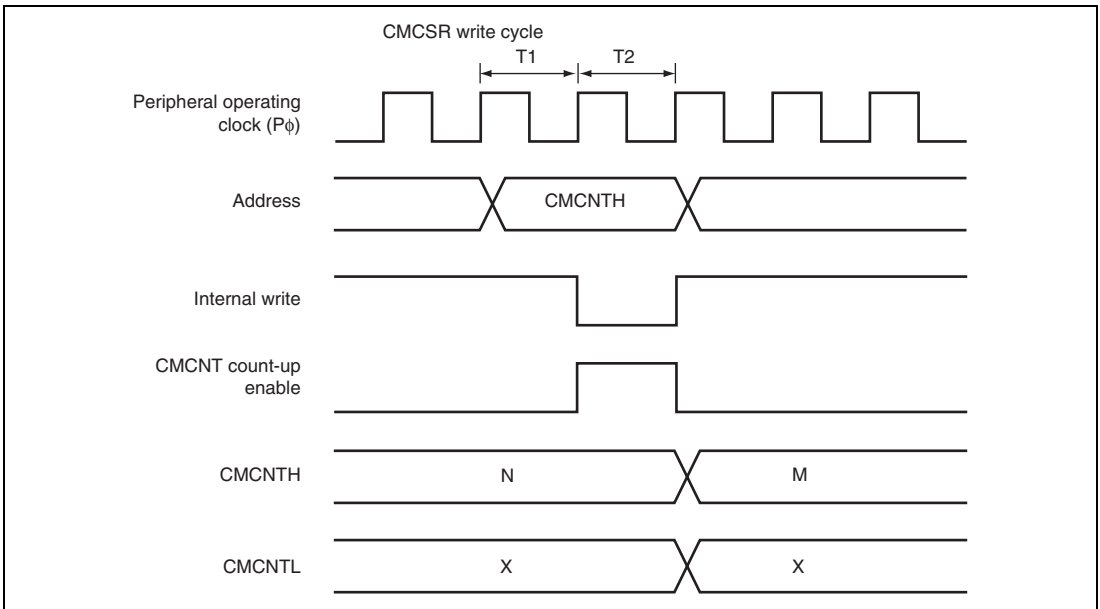 CMCSR write cycle
T1 T2
Peripheral operating
clock (Pφ)
Address CMCNTH
Internal write
CMCNT count-up
enable
CMCNTH N M
CMCNTL X X